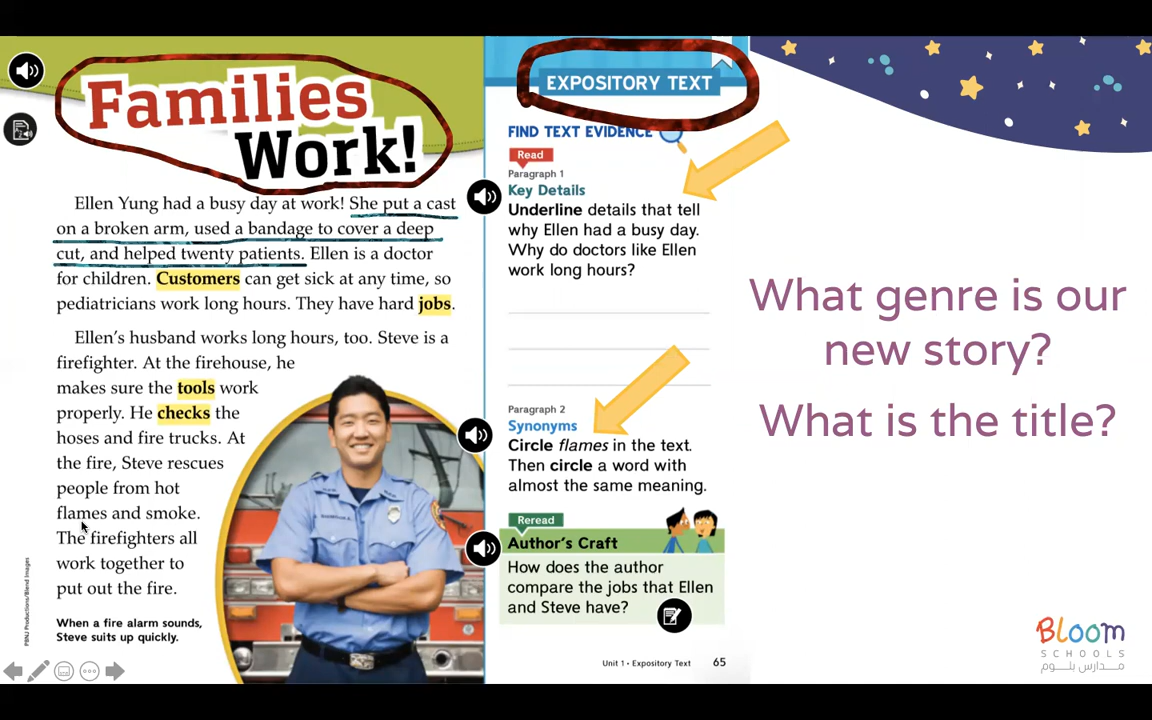 Families
Work!
Ellen Yung had a busy day at work! She put a cast
on a broken arm, used a bandage to cover a deep
cut, and helped twenty patients. Ellen is a doctor
for children. Customers can get sick at any time, so
pediatricians work long hours. They have hard jobs.
Ellen's husband works long hours, too. Steve is a
firefighter. At the firehouse, he
makes sure the tools work
properly. He checks the
hoses and fire trucks. At
the fire, Steve rescues
people from hot
flames and smoke.
The firefighters all
work together to
put out the fire.
When a fire alarm sounds,
Steve suits up quickly.
PBNJ Productions/Blend Images
EXPOSITORY TEXT
FIND TEXT EVIDENCE
Read
Paragraph 1
Key Details
Underline details that tell
why Ellen had a busy day.
Why do doctors like Ellen
work long hours?
Paragraph 2
Synonyms
Circle flames in the text.
Then circle a word with
almost the same meaning.
Reread
Author's Craft
How does the author
compare the jobs that Ellen
and Steve have?
Unit 1 • Expository Text 65
What genre is our
new story?
What is the title?
Bloom
SCHOOLS
مدارس بلوم